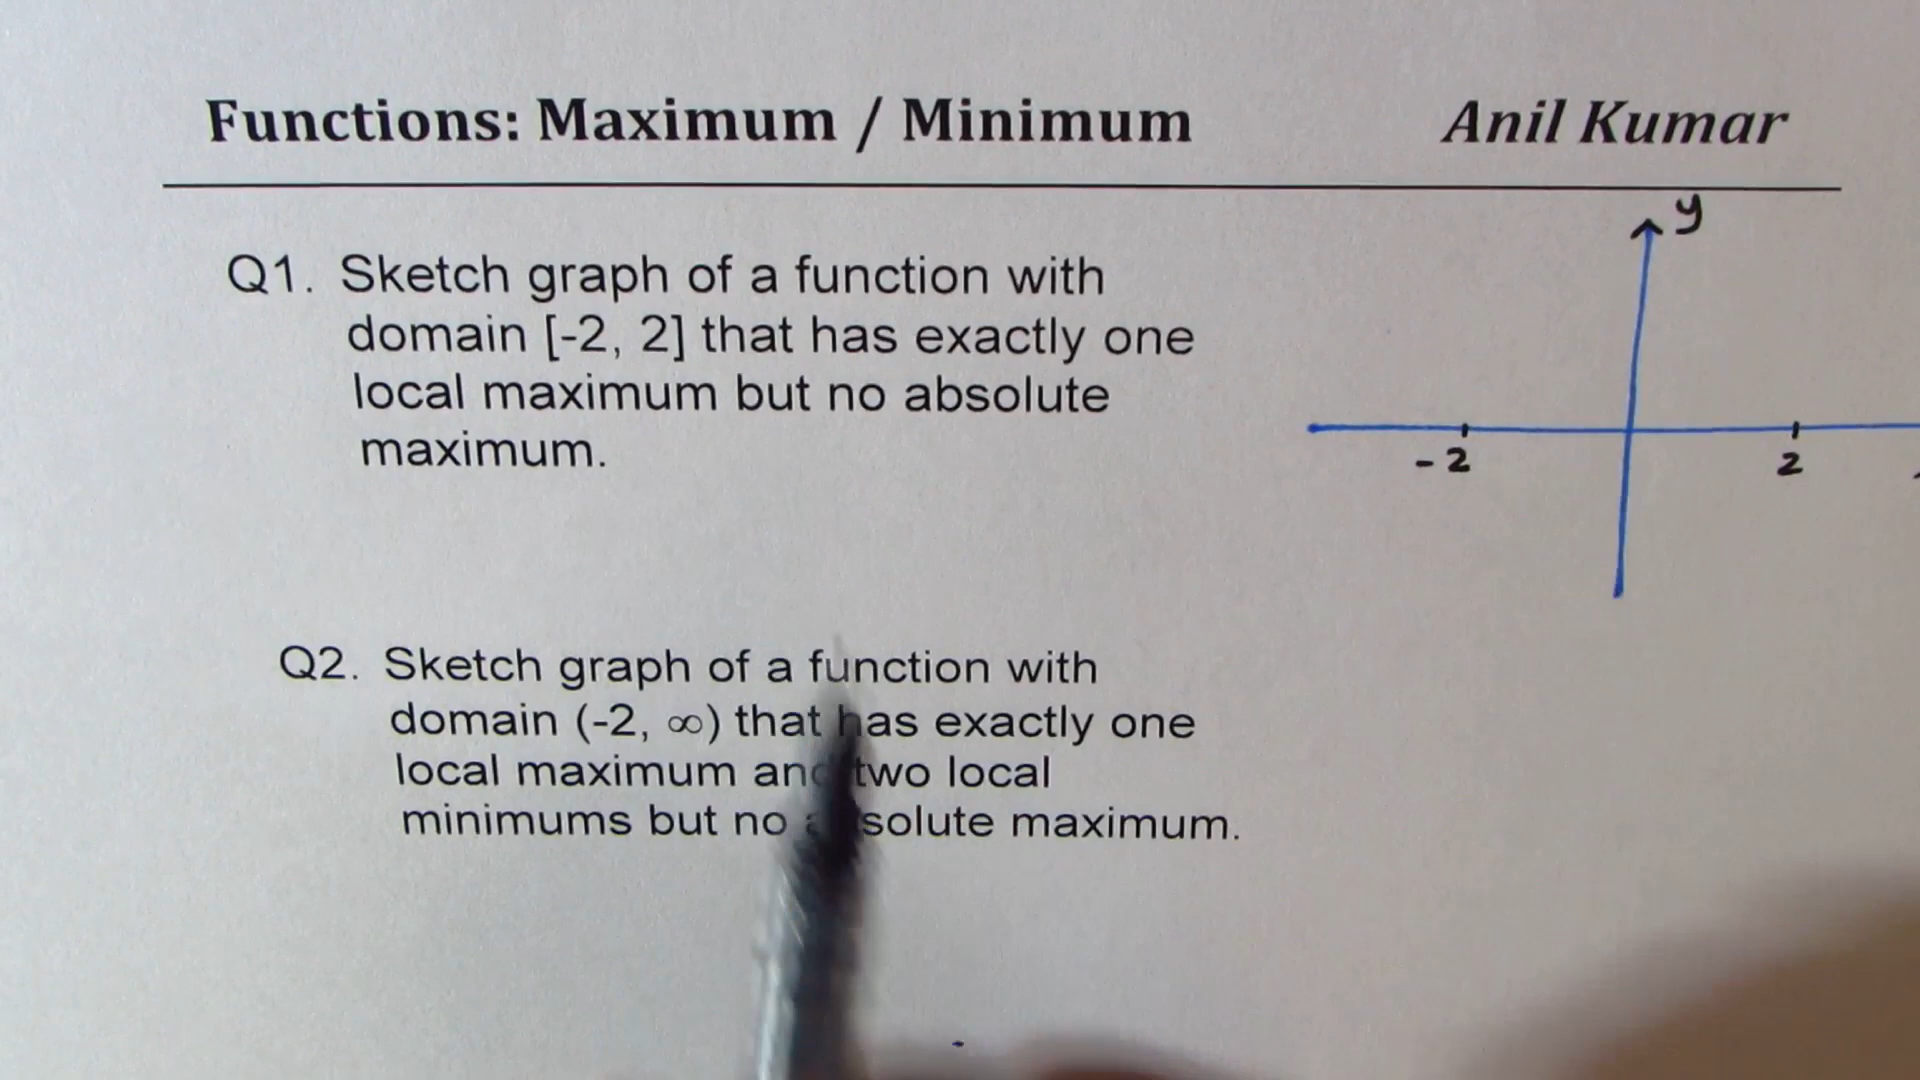 Functions: Maximum / Minimum Anil Kumar
y
Q1. Sketch graph of a function with
domain [-2, 2] that has exactly one
local maximum but no absolute
maximum.
-2 2
Q2. Sketch graph of a function with
domain (-2, ∞) that has exactly one
local maximum and two local
minimums but no absolute maximum.